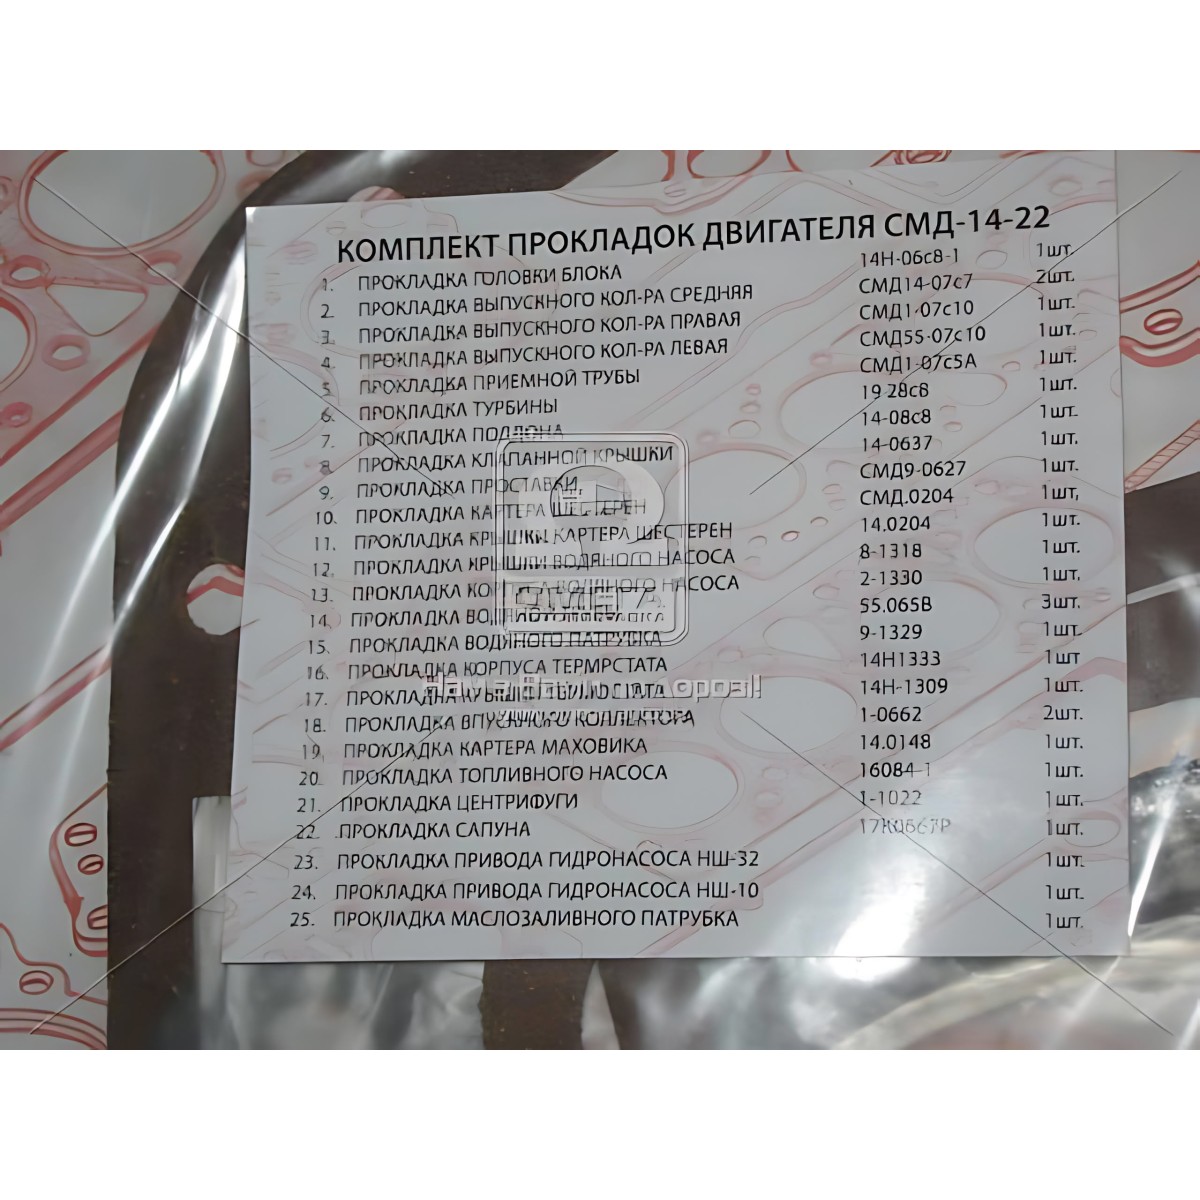 КОМПЛЕКТ ПРОКЛАДОК ДВИГАТЕЛЯ СМД-14-22
1. ПРОКЛАДКА ГОЛОВКИ БЛОКА 14Н-06с8-1 1шт.
2. ПРОКЛАДКА ВЫПУСКНОГО КОЛ-РА СРЕДНЯЯ СМД14-07с7 2шт.
3. ПРОКЛАДКА ВЫПУСКНОГО КОЛ-РА ПРАВАЯ СМД1-07с10 1шт.
4. ПРОКЛАДКА ВЫПУСКНОГО КОЛ-РА ЛЕВАЯ СМД55-07с10 1шт.
5. ПРОКЛАДКА ПРИЕМНОЙ ТРУБЫ СМД1-07с5А 1шт.
6. ПРОКЛАДКА ТУРБИНЫ 19 28с8 1шт.
7. ПРОКЛАДКА ПОДДОНА 14-08с8 1шт.
8. ПРОКЛАДКА КЛАПАННОЙ КРЫШКИ 14-0637 1шт.
9. ПРОКЛАДКА ПРОСТАВКИ, СМД9-0627 1шт.
10. ПРОКЛАДКА КАРТЕРА ШЕСТЕРЕН СМД.0204 1шт,
11. ПРОКЛАДКА КРЫШКИ КАРТЕРА ШЕСТЕРЕН 14.0204 1шт.
12. ПРОКЛАДКА КРЫШКИ ВОДЯНОГО НАСОСА 8-1318 1шт.
13. ПРОКЛАДКА ВОДЯНОГО НАСОСА 2-1330 1шт.
14. ПРОКЛАДКА 55.065В 3шт.
15. ПРОКЛАДКА ВОДЯНОГО ПАТРУБКА 9-1329 1шт.
16. ПРОКЛАДКА КОРПУСА ТЕРМРСТАТА 14Н1333 1шт
17. 14Н-1309 1шт.
18. ПРОКЛАДКА ВПУСКНОГО КОЛЛЕКТОРА 1-0662 2шт.
19. ПРОКЛАДКА КАРТЕРА МАХОВИКА 14.0148 1шт.
20. ПРОКЛАДКА ТОПЛИВНОГО НАСОСА 16084-1 1шт.
21. ПРОКЛАДКА ЦЕНТРИФУГИ 1-1022 1шт.
22. ПРОКЛАДКА САПУНА 1шт.
23. ПРОКЛАДКА ПРИВОДА ГИДРОНАСОСА НШ-32 1шт.
24. ПРОКЛАДКА ПРИВОДА ГИДРОНАСОСА НШ-10 1шт.
25. ПРОКЛАДКА МАСЛОЗАЛИВНОГО ПАТРУБКА 1шт.